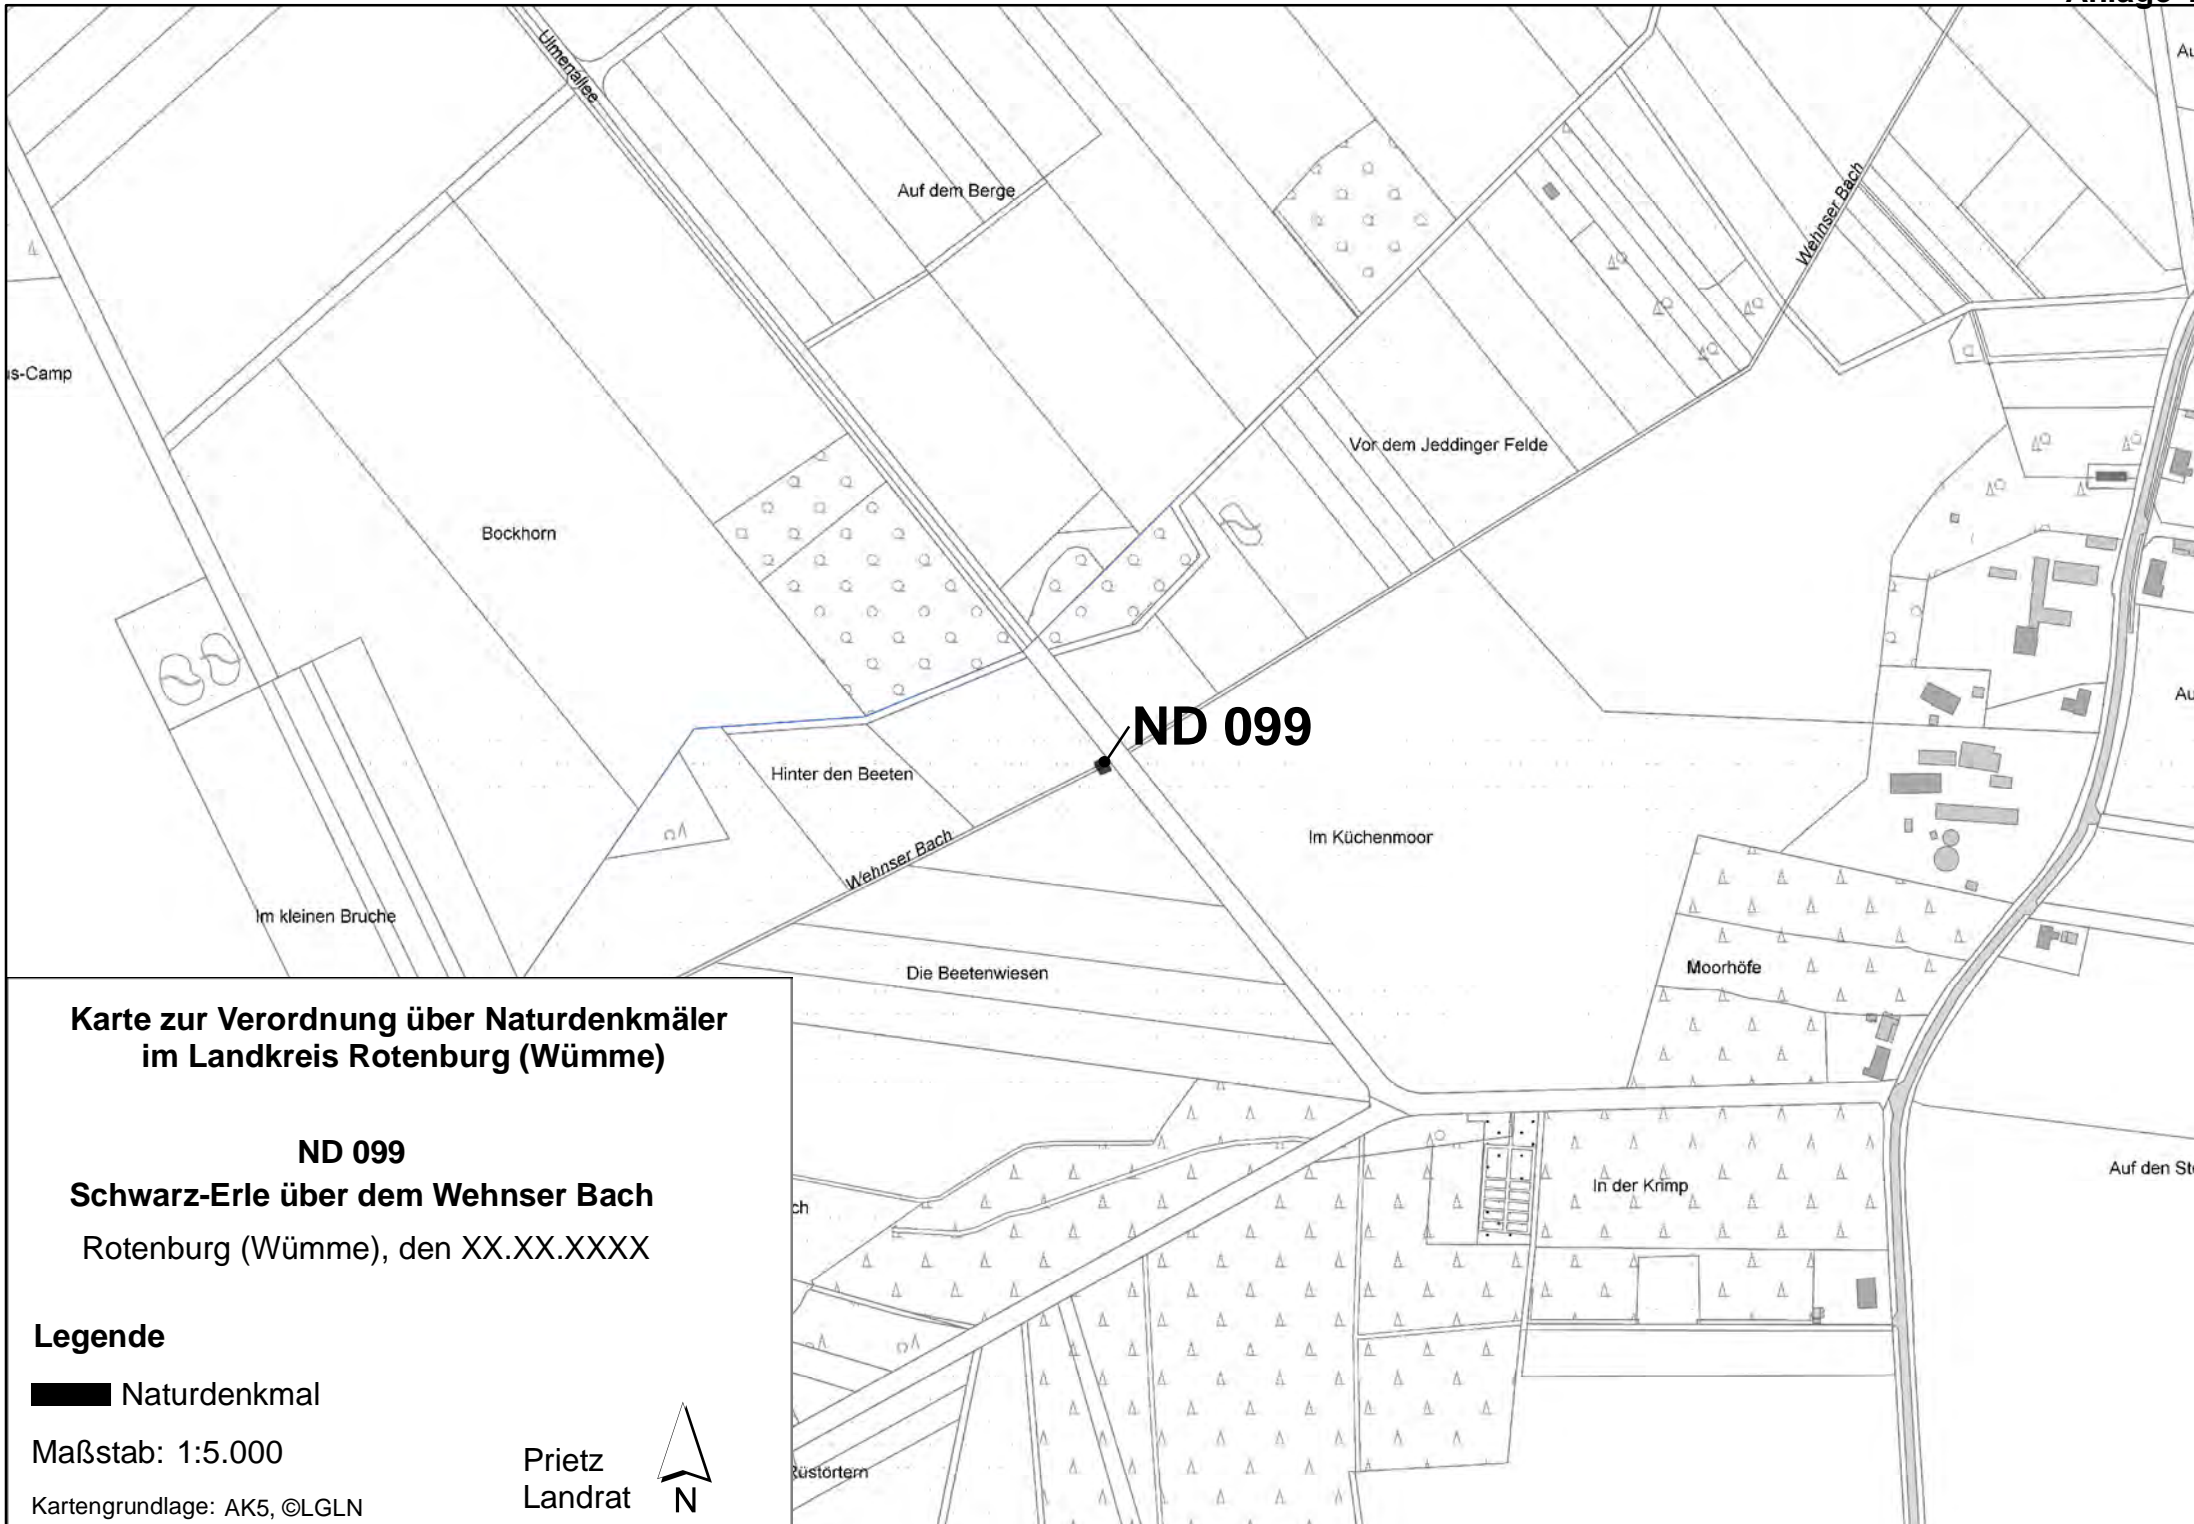 Ulmenallee
Auf dem Berge
Wehnser Bach
Vor dem Jeddinger Felde
Bockhorn
ND 099
Hinter den Beeten
Wehnser Bach
Im Küchenmoor
Im kleinen Bruche
Die Beetenwiesen
Moorhöfe
In der Krimp
Karte zur Verordnung über Naturdenkmäler
im Landkreis Rotenburg (Wümme)
ND 099
Schwarz-Erle über dem Wehnser Bach
Rotenburg (Wümme), den XX.XX.XXXX
Legende
Naturdenkmal
Maßstab: 1:5.000
Kartengrundlage: AK5, ©LGLN
Prietz
Landrat
N